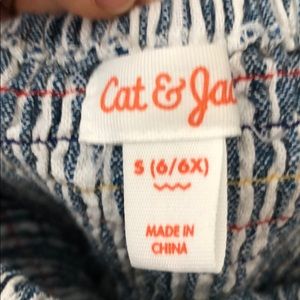 Cat & Jac
S (6/6X)
MADE IN
CHINA